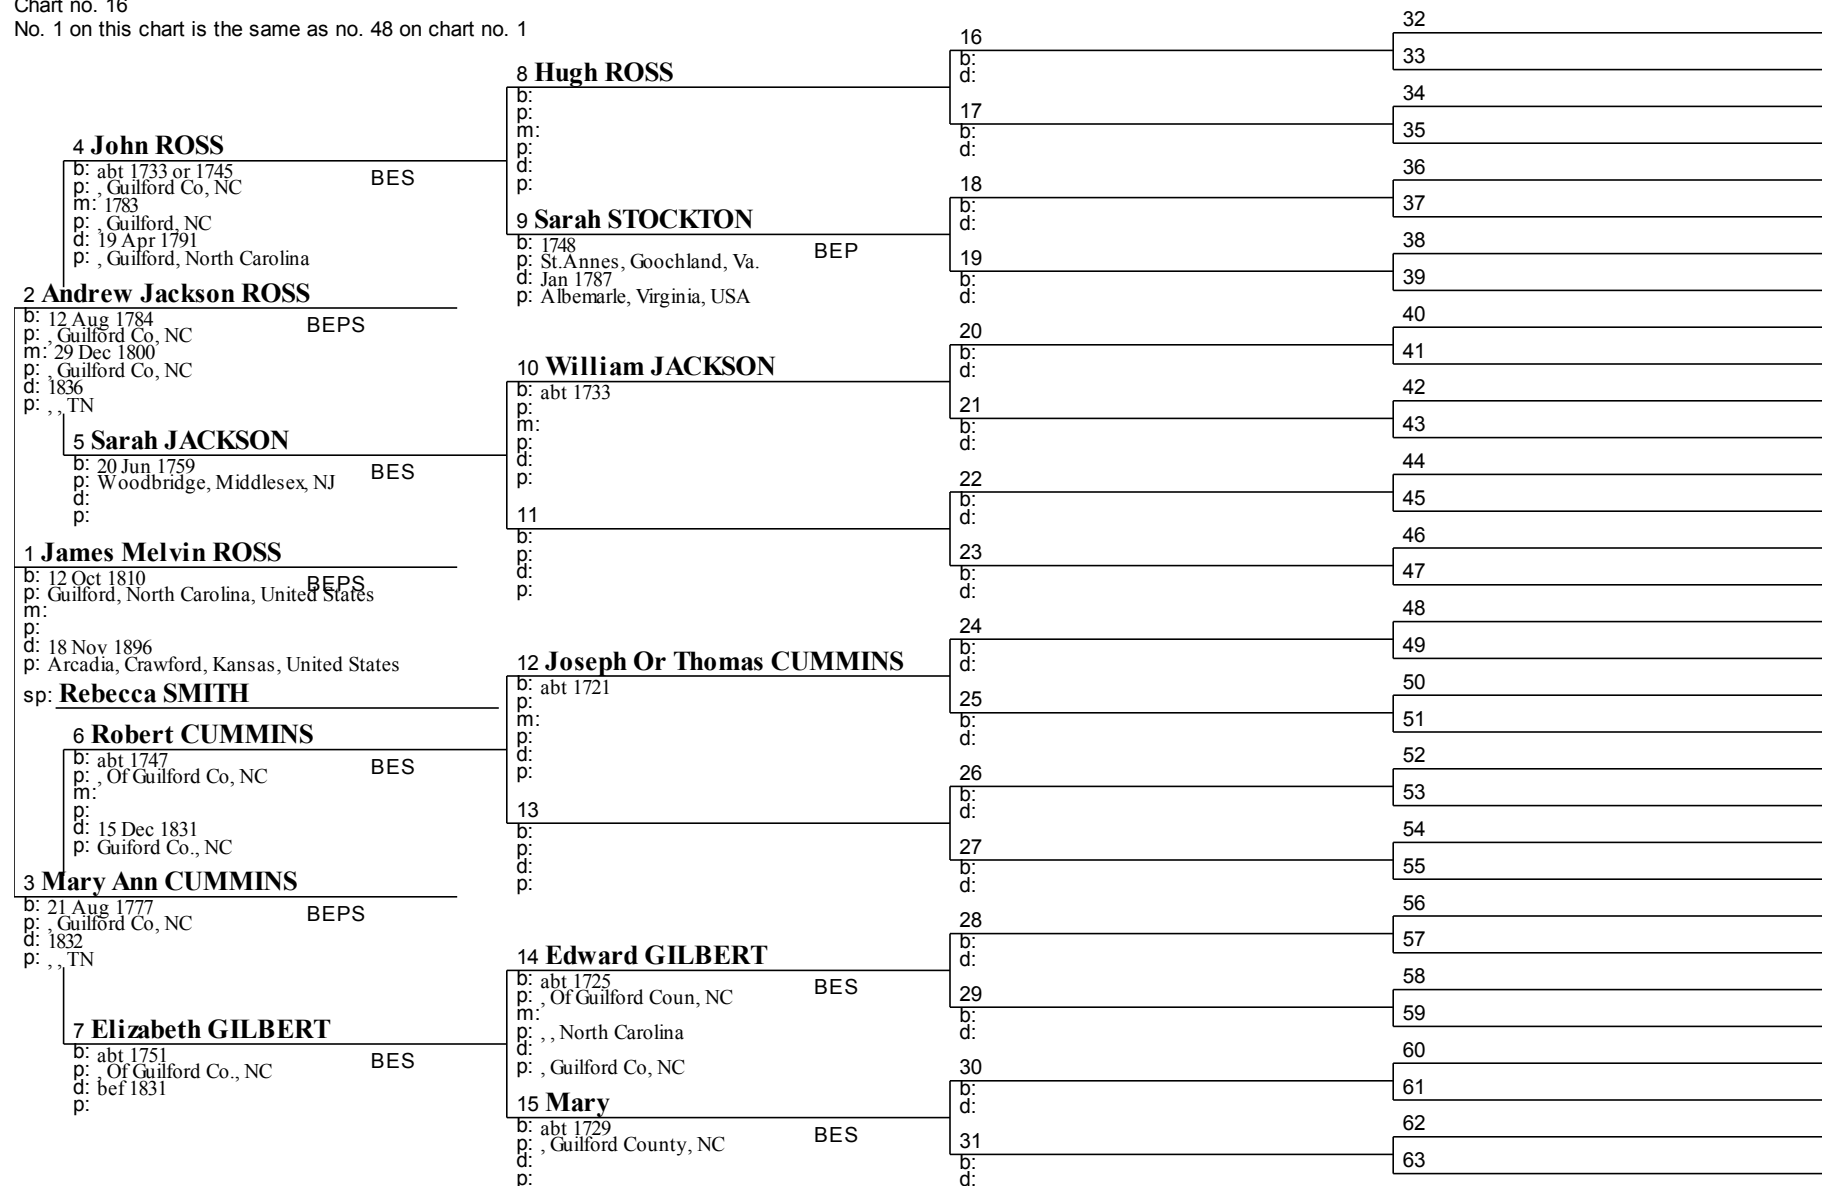 Chart no. 16
No. 1 on this chart is the same as no. 48 on chart no. 1
4 John ROSS
b: abt 1733 or 1745
BES
p: , Guilford Co, NC
m: 1783
p: , Guilford, NC
d: 19 Apr 1791
p: , Guilford, North Carolina
2 Andrew Jackson ROSS
b: 12 Aug 1784
BEPS
p: , Guilford Co, NC
m: 29 Dec 1800
p: , Guilford Co, NC
d: 1836
p: , , TN
5 Sarah JACKSON
b: 20 Jun 1759
BES
p: Woodbridge, Middlesex, NJ
d:
p:
1 James Melvin ROSS
b: 12 Oct 1810
BEPS
p: Guilford, North Carolina, United States
m:
p:
d: 18 Nov 1896
p: Arcadia, Crawford, Kansas, United States
sp: Rebecca SMITH
6 Robert CUMMINS
b: abt 1747
BES
p: , Of Guilford Co, NC
m:
p:
d: 15 Dec 1831
p: Guiford Co., NC
3 Mary Ann CUMMINS
b: 21 Aug 1777
BEPS
p: , Guilford Co, NC
d: 1832
p: , , TN
7 Elizabeth GILBERT
b: abt 1751
BES
p: , Of Guilford Co., NC
d: bef 1831
p:
8 Hugh ROSS
b:
p:
m:
p:
d:
p:
9 Sarah STOCKTON
b: 1748
BEP
p: St.Annes, Goochland, Va.
d: Jan 1787
p: Albemarle, Virginia, USA
10 William JACKSON
b: abt 1733
p:
m:
p:
d:
p:
11
b:
p:
d:
p:
12 Joseph Or Thomas CUMMINS
b: abt 1721
p:
m:
p:
d:
p:
13
b:
p:
d:
p:
14 Edward GILBERT
b: abt 1725
BES
p: , Of Guilford Coun, NC
m:
p: , , North Carolina
d:
p: , Guilford Co, NC
15 Mary
b: abt 1729
BES
p: , Guilford County, NC
d:
p:
16
b:
d:
17
b:
d:
18
b:
d:
19
b:
d:
20
b:
d:
21
b:
d:
22
b:
d:
23
b:
d:
24
b:
d:
25
b:
d:
26
b:
d:
27
b:
d:
28
b:
d:
29
b:
d:
30
b:
d:
31
b:
d:
32
33
34
35
36
37
38
39
40
41
42
43
44
45
46
47
48
49
50
51
52
53
54
55
56
57
58
59
60
61
62
63